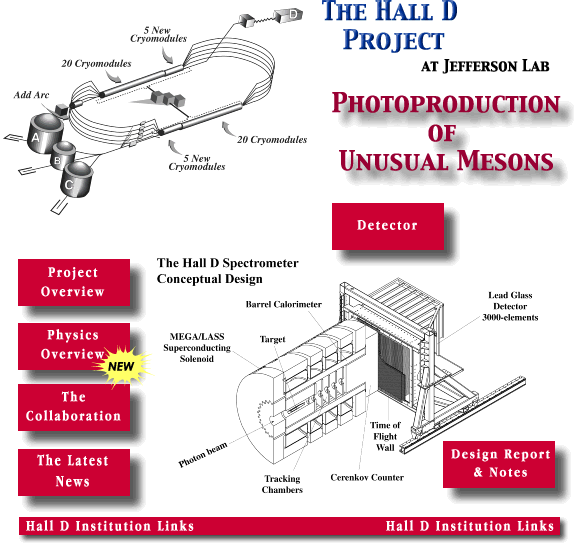 THE HALL D
PROJECT
AT JEFFERSON LAB
PHOTOPRODUCTION
OF
UNUSUAL MESONS
5 New
Cryomodules
20 Cryomodules
Add Arc
D
A
B
C
20 Cryomodules
5 New
Cryomodules
Detector
Project
Overview
Physics
Overview
NEW
The
Collaboration
The Latest
News
The Hall D Spectrometer
Conceptual Design
Barrel Calorimeter
Lead Glass
Detector
3000-elements
MEGA/LASS
Superconducting
Solenoid
Target
Photon beam
Time of
Flight
Wall
Tracking
Chambers
Cerenkov Counter
Design Report
& Notes
Hall D Institution Links
Hall D Institution Links